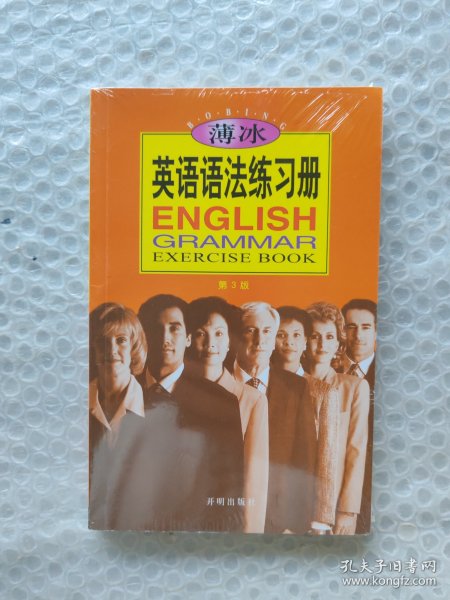 B·O·B·I·N·G
薄冰
英语语法练习册
ENGLISH
GRAMMAR
EXERCISE BOOK
第3版
开明出版社
孔夫子旧书网
www.kongfz.com